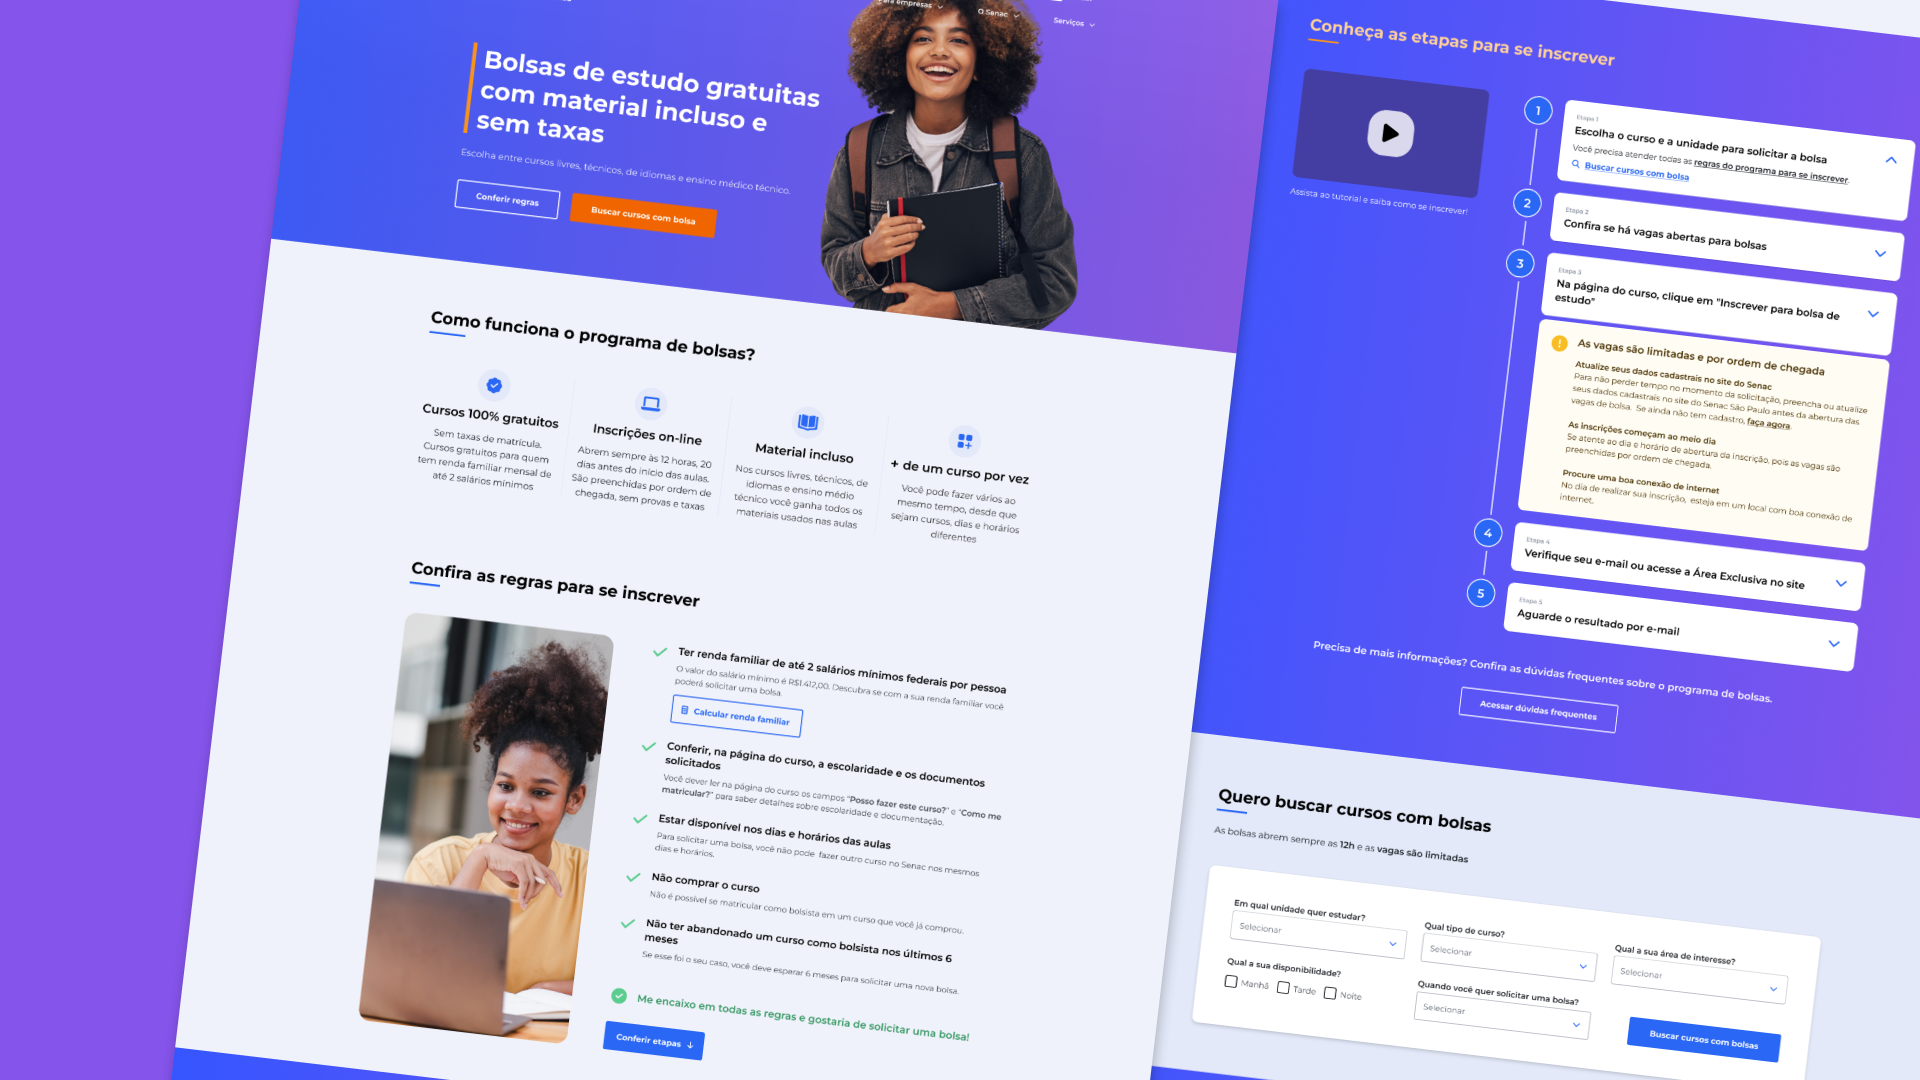 Para empresas
O Senac
Serviços
Bolsas de estudo gratuitas
com material incluso e
sem taxas
Escolha entre cursos livres, técnicos, de idiomas e ensino médico técnico.
Conferir regras
Buscar cursos com bolsa
Como funciona o programa de bolsas?
Cursos 100% gratuitos
Sem taxas de matrícula.
Cursos gratuitos para quem
tem renda familiar mensal de
até 2 salários mínimos
Inscrições on-line
Abrem sempre às 12 horas, 20
dias antes do início das aulas.
São preenchidas por ordem de
chegada, sem provas e taxas
Material incluso
Nos cursos livres, técnicos, de
idiomas e ensino médio
técnico você ganha todos os
materiais usados nas aulas
+ de um curso por vez
Você pode fazer vários ao
mesmo tempo, desde que
sejam cursos, dias e horários
diferentes
Confira as regras para se inscrever
Ter renda familiar de até 2 salários mínimos federais por pessoa
O valor do salário mínimo é R$1.412,00. Descubra se com a sua renda familiar você
poderá solicitar uma bolsa.
Calcular renda familiar
Conferir, na página do curso, a escolaridade e os documentos
solicitados
Você dever ler na página do curso os campos "Posso fazer este curso?" e "Como me
matricular?" para saber detalhes sobre escolaridade e documentação.
Estar disponível nos dias e horários das aulas
Para solicitar uma bolsa, você não pode fazer outro curso no Senac nos mesmos
dias e horários.
Não comprar o curso
Não é possível se matricular como bolsista em um curso que você já comprou.
Não ter abandonado um curso como bolsista nos últimos 6
meses
Se esse foi o seu caso, você deve esperar 6 meses para solicitar uma nova bolsa.
Me encaixo em todas as regras e gostaria de solicitar uma bolsa!
Conferir etapas
Conheça as etapas para se inscrever
Assista ao tutorial e saiba como se inscrever!
1
Etapa 1
Escolha o curso e a unidade para solicitar a bolsa
Você precisa atender todas as regras do programa para se inscrever.
Buscar cursos com bolsa
2
Etapa 2
Confira se há vagas abertas para bolsas
3
Etapa 3
Na página do curso, clique em "Inscrever para bolsa de
estudo"
As vagas são limitadas e por ordem de chegada
Atualize seus dados cadastrais no site do Senac
Para não perder tempo no momento da solicitação, preencha ou atualize
seus dados cadastrais no site do Senac São Paulo antes da abertura das
vagas de bolsa. Se ainda não tem cadastro, faça agora.
As inscrições começam ao meio dia
Se atente ao dia e horário de abertura da inscrição, pois as vagas são
preenchidas por ordem de chegada.
Procure uma boa conexão de internet
No dia de realizar sua inscrição, esteja em um local com boa conexão de
internet.
4
Etapa 4
Verifique seu e-mail ou acesse a Área Exclusiva no site
5
Etapa 5
Aguarde o resultado por e-mail
Precisa de mais informações? Confira as dúvidas frequentes sobre o programa de bolsas.
Acessar dúvidas frequentes
Quero buscar cursos com bolsas
As bolsas abrem sempre as 12h e as vagas são limitadas
Em qual unidade quer estudar?
Selecionar
Qual tipo de curso?
Selecionar
Qual a sua área de interesse?
Selecionar
Qual a sua disponibilidade?
Manhã
Tarde
Noite
Quando você quer solicitar uma bolsa?
Selecionar
Buscar cursos com bolsas